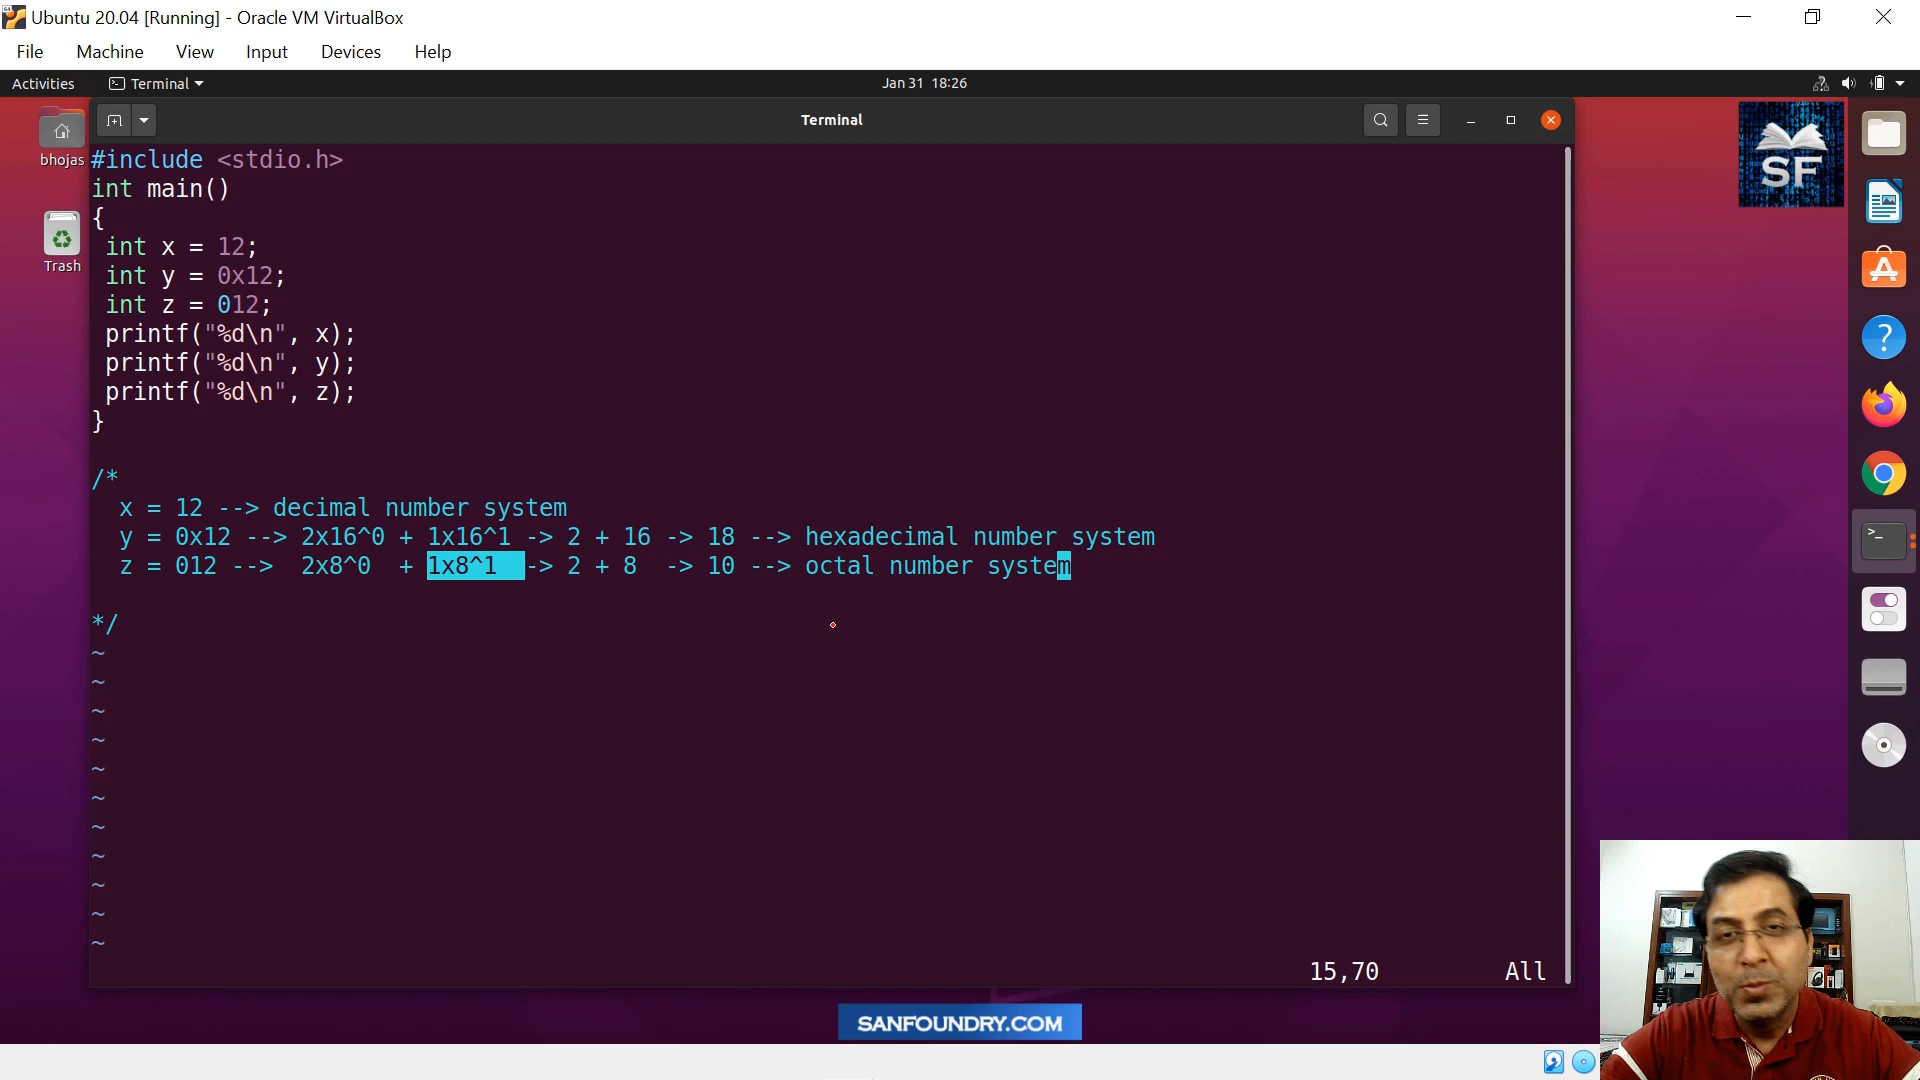 Ubuntu 20.04 [Running] - Oracle VM VirtualBox
File Machine View Input Devices Help
Activities Terminal Jan 31 18:26
Terminal
bhojas
Trash
SF
#include <stdio.h>
int main()
{
 int x = 12;
 int y = 0x12;
 int z = 012;
 printf("%d\n", x);
 printf("%d\n", y);
 printf("%d\n", z);
}
/*
  x = 12 --> decimal number system
  y = 0x12 --> 2x16^0 + 1x16^1 -> 2 + 16 -> 18 --> hexadecimal number system
  z = 012 -->  2x8^0  + 1x8^1  -> 2 + 8  -> 10 --> octal number system
*/
~
~
~
~
~
~
~
~
~
~
~
15,70 All
SANFOUNDRY.COM